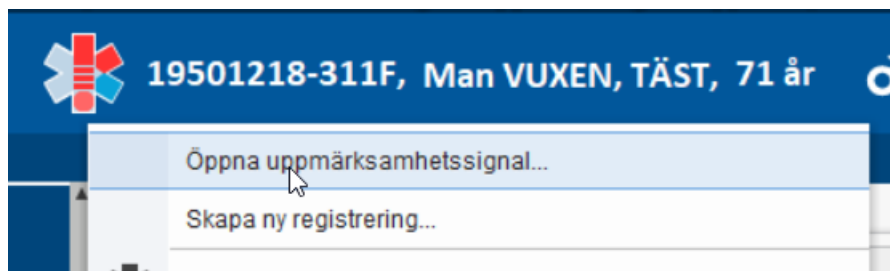 19501218-311F, Man VUXEN, TÄST, 71 år
Öppna uppmärksamhetssignal...
Skapa ny registrering...